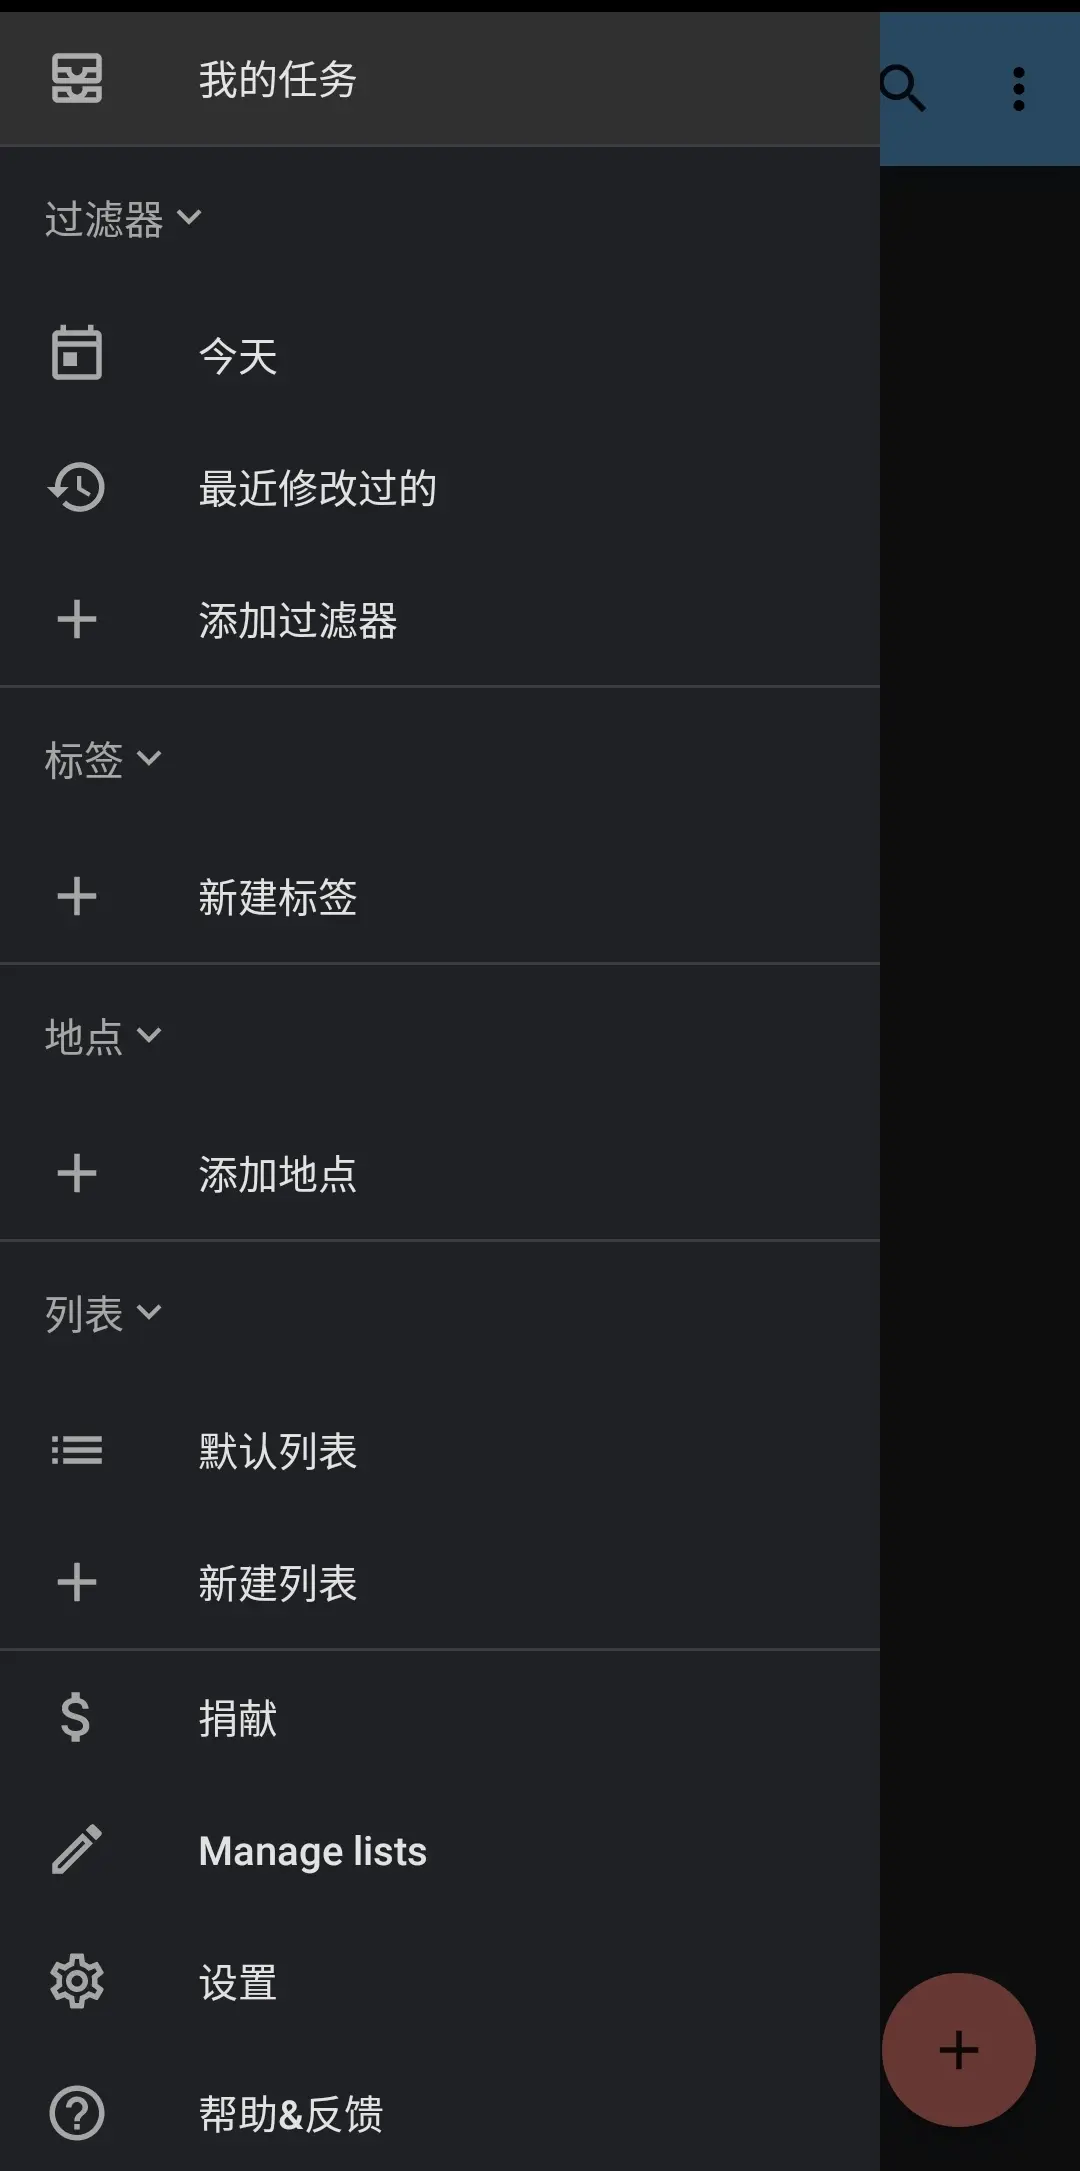 我的任务
过滤器
今天
最近修改过的
添加过滤器
标签
新建标签
地点
添加地点
列表
默认列表
新建列表
捐献
Manage lists
设置
帮助&反馈